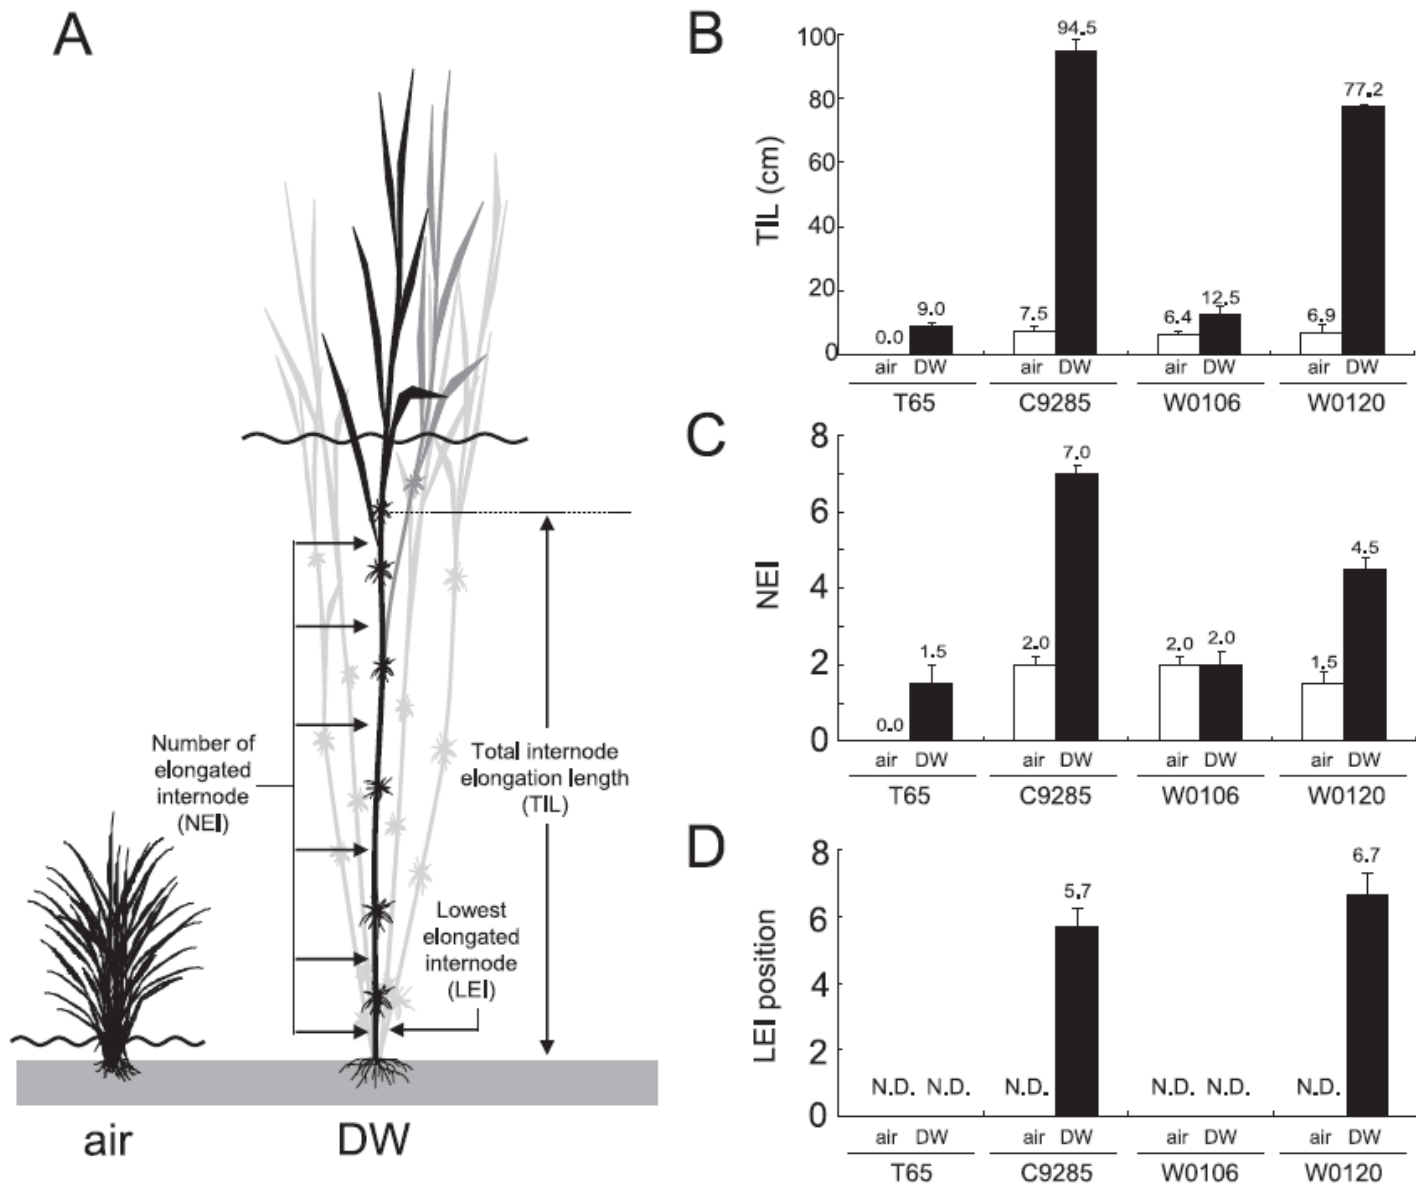 A
Number of
elongated
internode
(NEI)
Total internode
elongation length
(TIL)
Lowest
elongated
internode
(LEI)
air
DW
B
TIL (cm)
100
80
60
40
20
0
0.0
9.0
7.5
94.5
6.4
12.5
6.9
77.2
air DW air DW air DW air DW
T65 C9285 W0106 W0120
C
NEI
8
6
4
2
0
0.0
1.5
2.0
7.0
2.0
2.0
1.5
4.5
air DW air DW air DW air DW
T65 C9285 W0106 W0120
D
LEI position
8
6
4
2
0
N.D. N.D. N.D. 5.7 N.D. N.D. N.D. 6.7
air DW air DW air DW air DW
T65 C9285 W0106 W0120